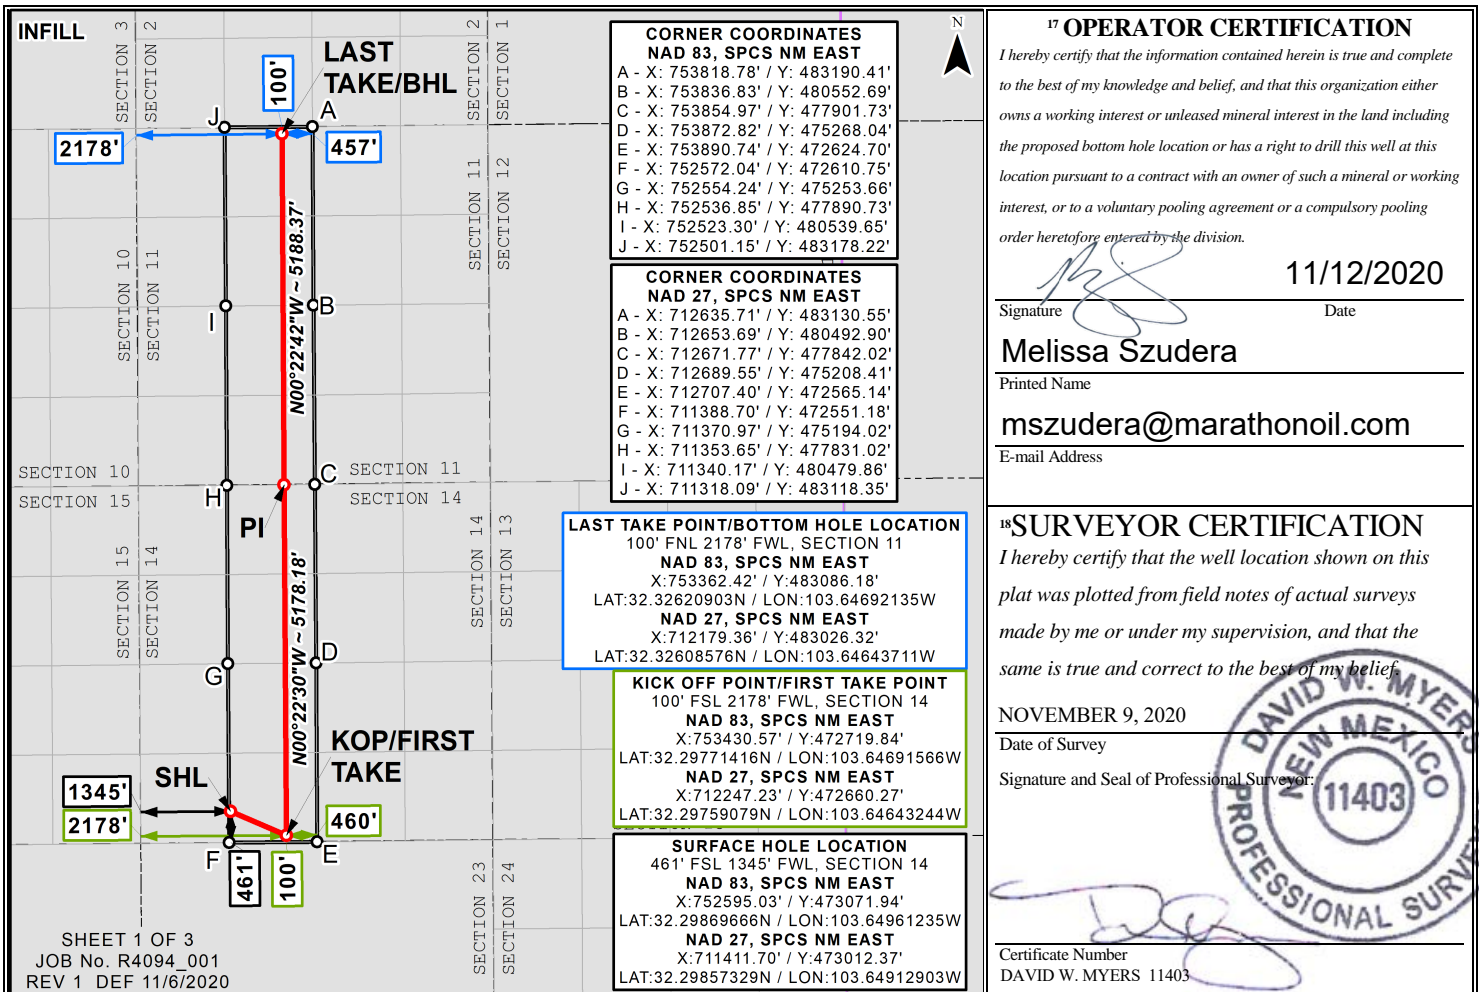 INFILL
SECTION 3
SECTION 2
SECTION 2
SECTION 1
N
LAST
TAKE/BHL
100'
J
A
2178'
457'
SECTION 10
SECTION 11
SECTION 11
SECTION 12
N00°22'42"W ~ 5188.37'
I
B
SECTION 10
SECTION 11
SECTION 15
SECTION 14
H
C
PI
SECTION 15
SECTION 14
SECTION 14
SECTION 13
N00°22'30"W ~ 5178.18'
G
D
KOP/FIRST
TAKE
SHL
1345'
2178'
460'
F
E
461'
100'
SECTION 23
SECTION 24
SHEET 1 OF 3
JOB No. R4094_001
REV 1 DEF 11/6/2020
CORNER COORDINATES
NAD 83, SPCS NM EAST
A - X: 753818.78' / Y: 483190.41'
B - X: 753836.83' / Y: 480552.69'
C - X: 753854.97' / Y: 477901.73'
D - X: 753872.82' / Y: 475268.04'
E - X: 753890.74' / Y: 472624.70'
F - X: 752572.04' / Y: 472610.75'
G - X: 752554.24' / Y: 475253.66'
H - X: 752536.85' / Y: 477890.73'
I - X: 752523.30' / Y: 480539.65'
J - X: 752501.15' / Y: 483178.22'
CORNER COORDINATES
NAD 27, SPCS NM EAST
A - X: 712635.71' / Y: 483130.55'
B - X: 712653.69' / Y: 480492.90'
C - X: 712671.77' / Y: 477842.02'
D - X: 712689.55' / Y: 475208.41'
E - X: 712707.40' / Y: 472565.14'
F - X: 711388.70' / Y: 472551.18'
G - X: 711370.97' / Y: 475194.02'
H - X: 711353.65' / Y: 477831.02'
I - X: 711340.17' / Y: 480479.86'
J - X: 711318.09' / Y: 483118.35'
LAST TAKE POINT/BOTTOM HOLE LOCATION
100' FNL 2178' FWL, SECTION 11
NAD 83, SPCS NM EAST
X:753362.42' / Y:483086.18'
LAT:32.32620903N / LON:103.64692135W
NAD 27, SPCS NM EAST
X:712179.36' / Y:483026.32'
LAT:32.32608576N / LON:103.64643711W
KICK OFF POINT/FIRST TAKE POINT
100' FSL 2178' FWL, SECTION 14
NAD 83, SPCS NM EAST
X:753430.57' / Y:472719.84'
LAT:32.29771416N / LON:103.64691566W
NAD 27, SPCS NM EAST
X:712247.23' / Y:472660.27'
LAT:32.29759079N / LON:103.64643244W
SURFACE HOLE LOCATION
461' FSL 1345' FWL, SECTION 14
NAD 83, SPCS NM EAST
X:752595.03' / Y:473071.94'
LAT:32.29869666N / LON:103.64961235W
NAD 27, SPCS NM EAST
X:711411.70' / Y:473012.37'
LAT:32.29857329N / LON:103.64912903W
17 OPERATOR CERTIFICATION
I hereby certify that the information contained herein is true and complete
to the best of my knowledge and belief, and that this organization either
owns a working interest or unleased mineral interest in the land including
the proposed bottom hole location or has a right to drill this well at this
location pursuant to a contract with an owner of such a mineral or working
interest, or to a voluntary pooling agreement or a compulsory pooling
order heretofore entered by the division.
11/12/2020
Signature
Date
Melissa Szudera
Printed Name
mszudera@marathonoil.com
E-mail Address
18 SURVEYOR CERTIFICATION
I hereby certify that the well location shown on this
plat was plotted from field notes of actual surveys
made by me or under my supervision, and that the
same is true and correct to the best of my belief.
NOVEMBER 9, 2020
Date of Survey
Signature and Seal of Professional Surveyor:
DAVID W. MYERS
NEW MEXICO
11403
PROFESSIONAL
Certificate Number
DAVID W. MYERS 11403